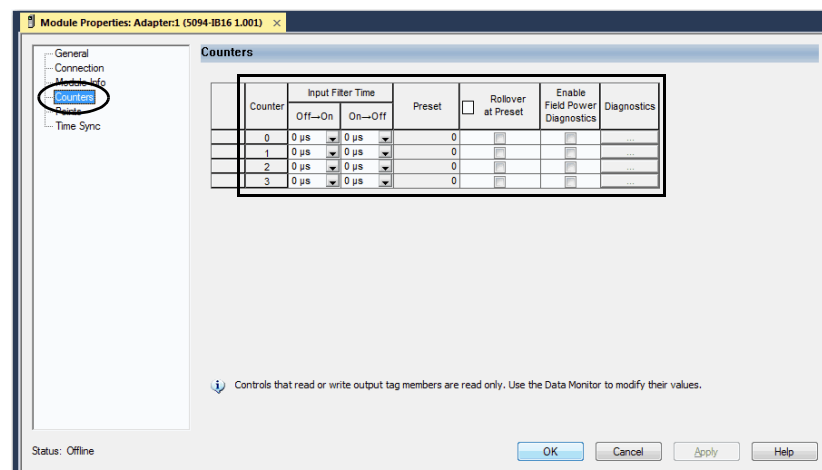 Module Properties: Adapter:1 (5094-IB16 1.001) ×
General
Connection
Module Info
Counters
Points
Time Sync
Counters
Counter
Input Filter Time
Off→On
On→Off
Preset
Rollover at Preset
Enable Field Power Diagnostics
Diagnostics
0 0 µs 0 µs 0 ...
1 0 µs 0 µs 0 ...
2 0 µs 0 µs 0 ...
3 0 µs 0 µs 0 ...
Controls that read or write output tag members are read only. Use the Data Monitor to modify their values.
Status: Offline
OK Cancel Apply Help